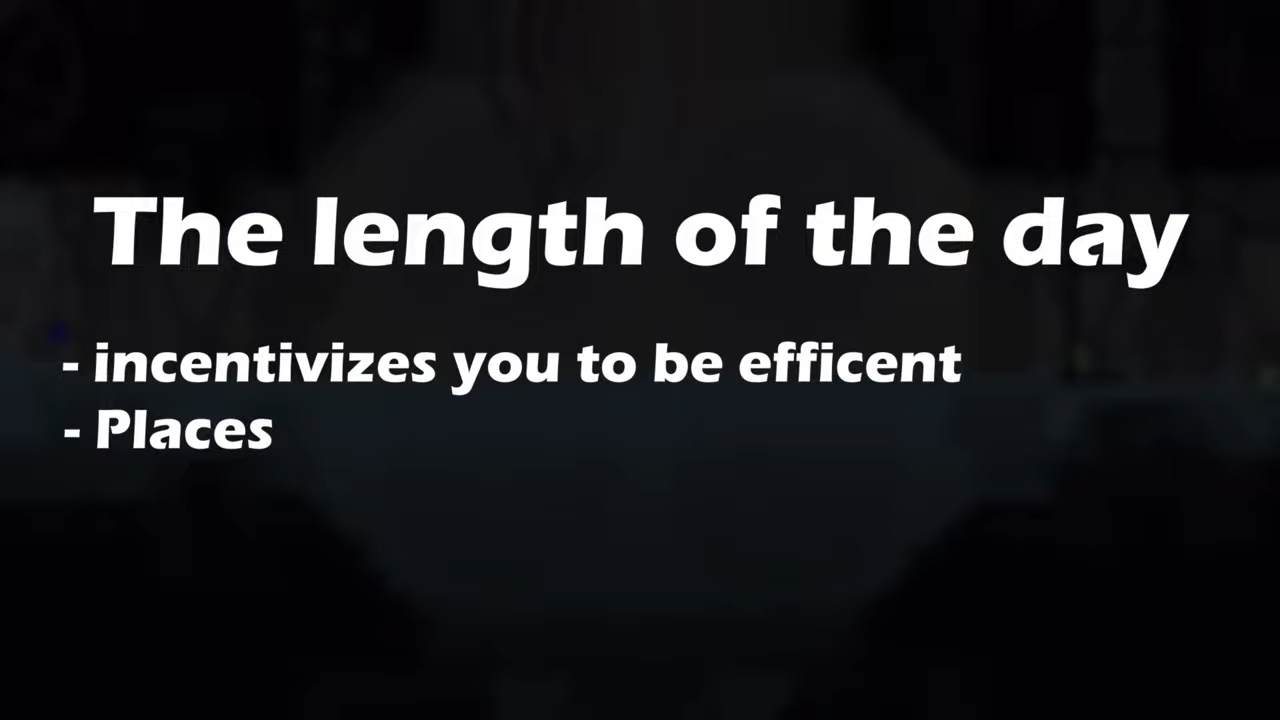 The length of the day
- incentivizes you to be efficent
- Places